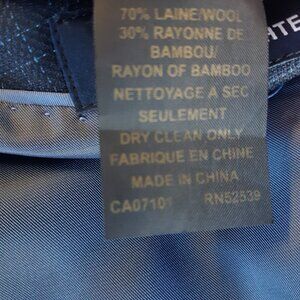 70% LAINE/WOOL
30% RAYONNE DE
BAMBOU/
RAYON OF BAMBOO
NETTOYAGE A SEC
SEULEMENT
DRY CLEAN ONLY
FABRIQUE EN CHINE
MADE IN CHINA
CA07101 RN52539